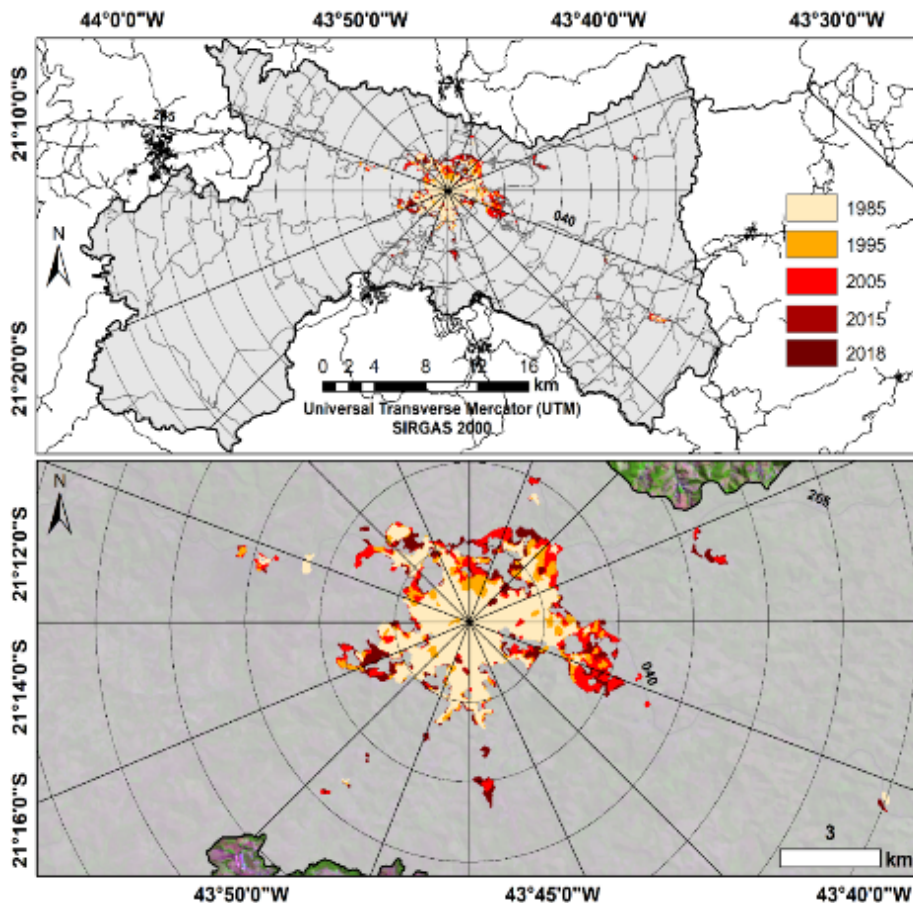 44°0'0"W 43°50'0"W 43°40'0"W 43°30'0"W
21°10'0"S
21°20'0"S
265
N
040
1985
1995
2005
2015
2018
0 2 4 8 12 16
km
Universal Transverse Mercator (UTM)
SIRGAS 2000
N
265
21°12'0"S
21°14'0"S
21°16'0"S
040
3
km
43°50'0"W 43°45'0"W 43°40'0"W